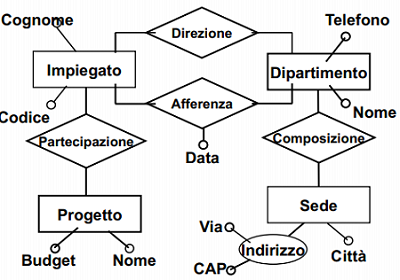 Cognome
Telefono
Direzione
Impiegato
Dipartimento
Afferenza
Codice
Nome
Partecipazione
Data
Composizione
Progetto
Sede
Via
Budget
Nome
Indirizzo
Città
CAP